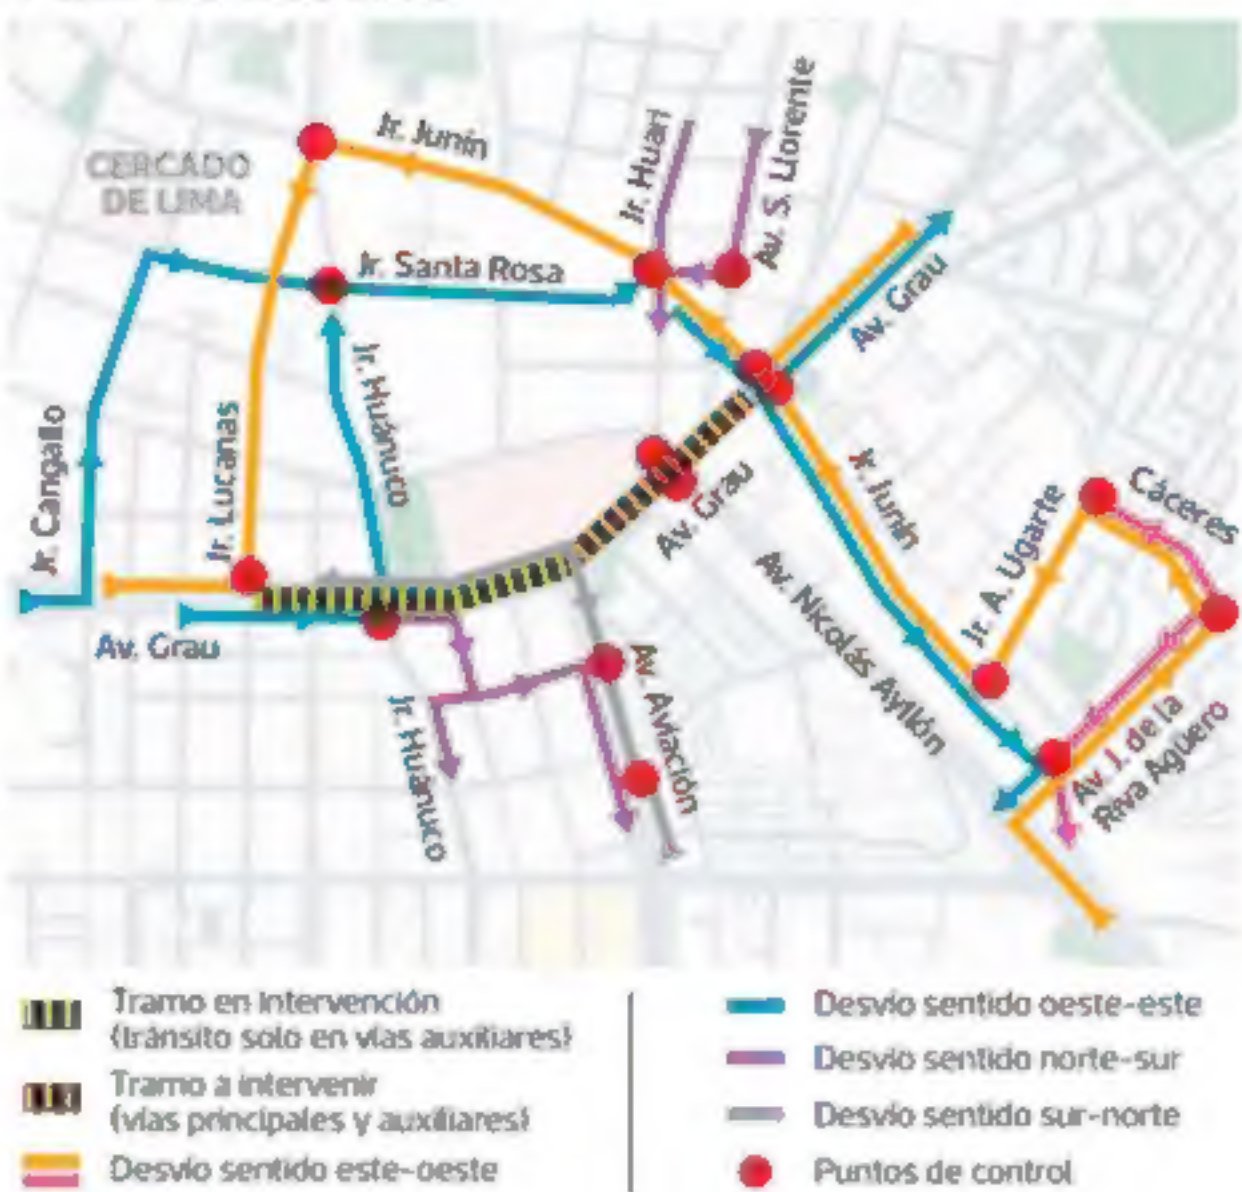 CERCADO
DE LIMA
Jr. Junín
Jr. Huari
Av. S. Llorente
Jr. Santa Rosa
Av. Grau
Jr. Cangallo
Jr. Lucanas
Jr. Huánuco
Av. Grau
Av. Grau
Jr. Junín
Jr. A. Ugarte
Cáceres
Av. Nicolás Ayllón
Jr. Huánuco
Av. Aviación
Av. J. de la
Riva Agüero
Tramo en intervención
(tránsito solo en vías auxiliares)
Tramo a intervenir
(vías principales y auxiliares)
Desvío sentido este-oeste
Desvío sentido oeste-este
Desvío sentido norte-sur
Desvío sentido sur-norte
Puntos de control